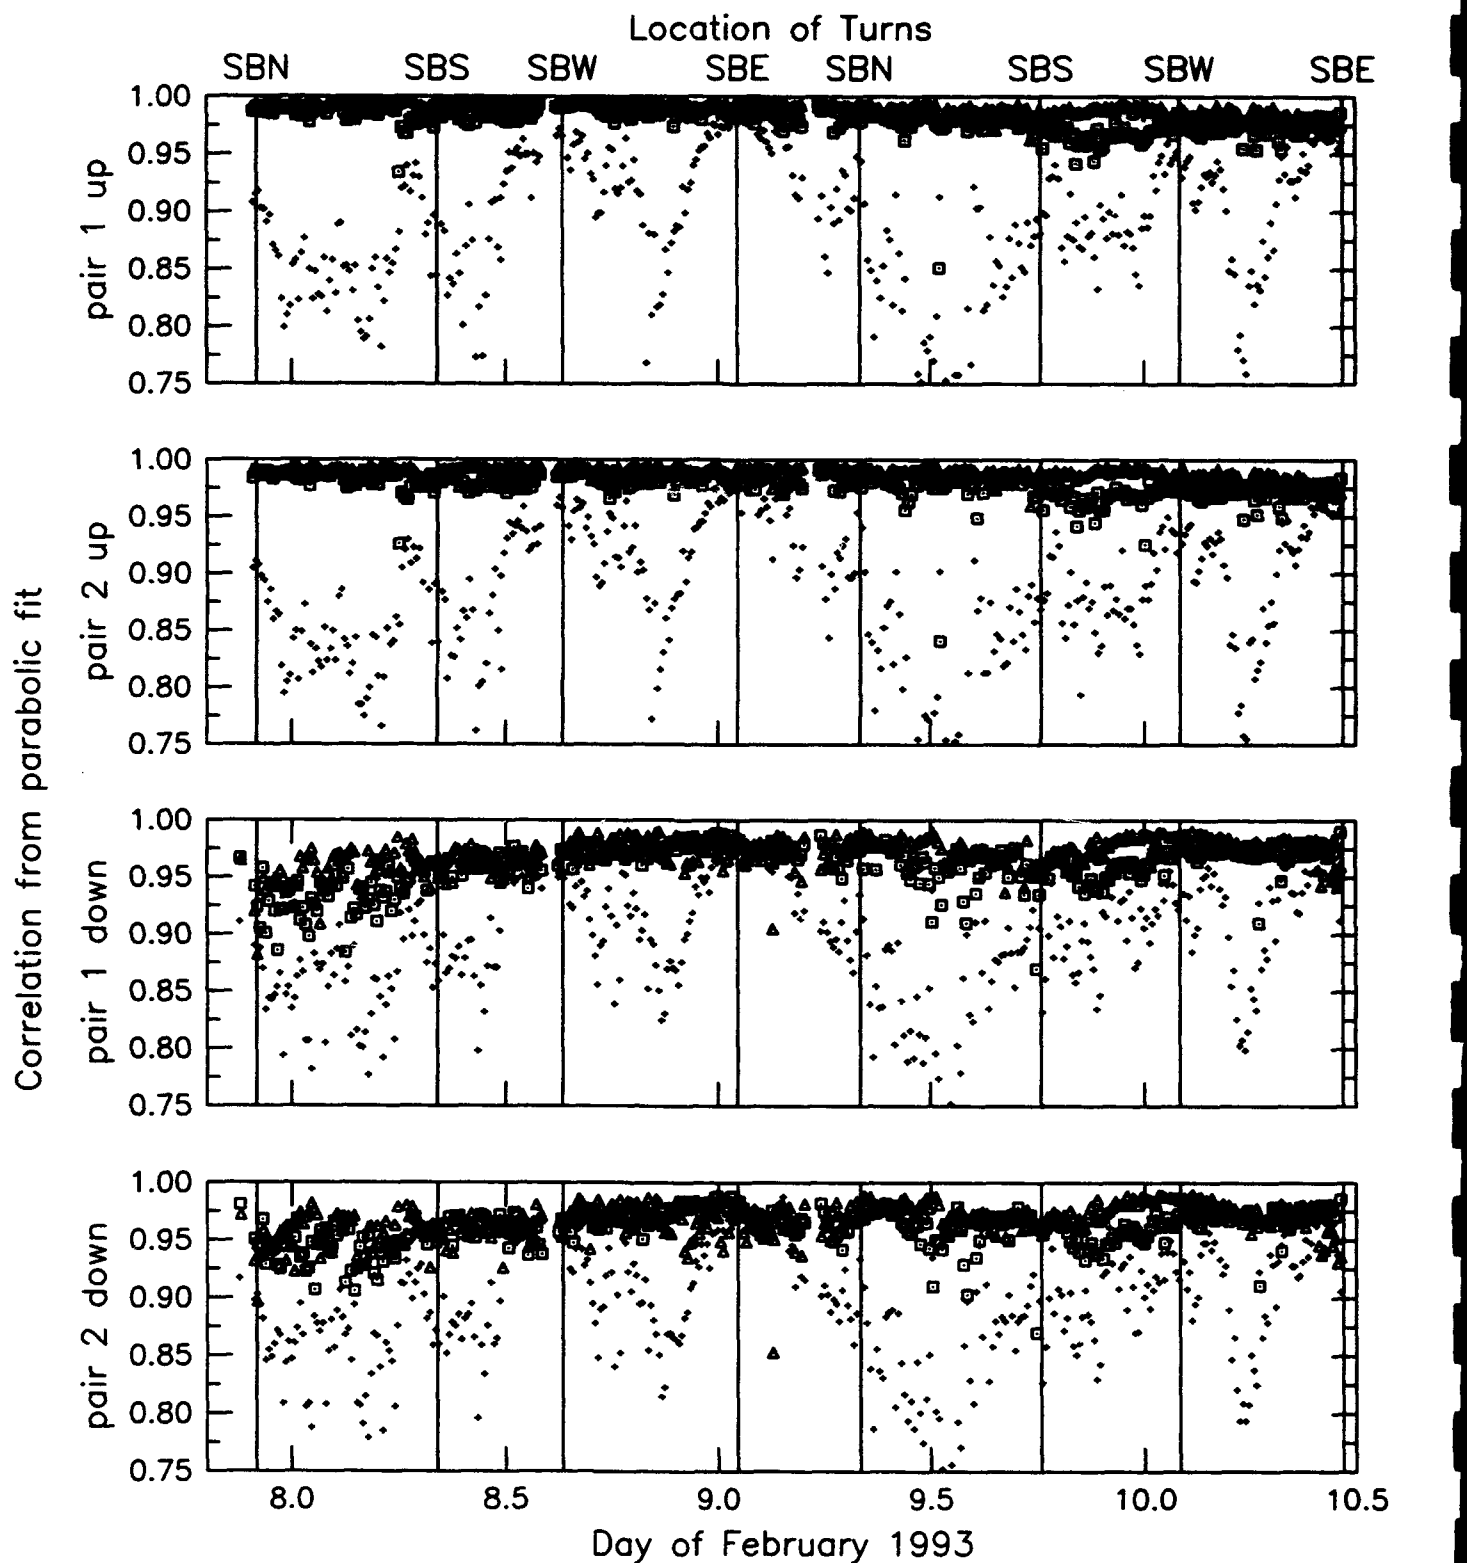 Location of Turns
SBN SBS SBW SBE SBN SBS SBW SBE
1.00
0.95
0.90
0.85
0.80
0.75
pair 1 up
1.00
0.95
0.90
0.85
0.80
0.75
pair 2 up
1.00
0.95
0.90
0.85
0.80
0.75
pair 1 down
1.00
0.95
0.90
0.85
0.80
0.75
pair 2 down
Correlation from parabolic fit
8.0 8.5 9.0 9.5 10.0 10.5
Day of February 1993